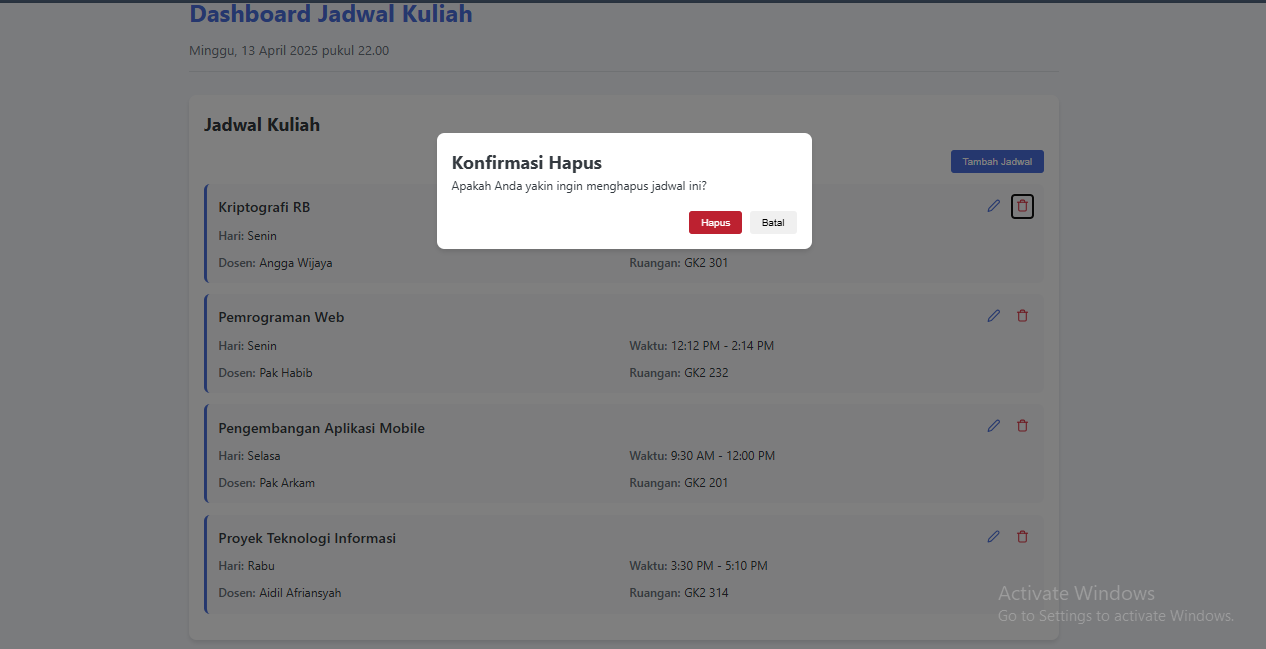 Dashboard Jadwal Kuliah
Minggu, 13 April 2025 pukul 22.00
Jadwal Kuliah
Konfirmasi Hapus
Apakah Anda yakin ingin menghapus jadwal ini?
Hapus Batal
Tambah Jadwal
Kriptografi RB
Hari: Senin
Dosen: Angga Wijaya Ruangan: GK2 301
Pemrograman Web
Hari: Senin Waktu: 12:12 PM - 2:14 PM
Dosen: Pak Habib Ruangan: GK2 232
Pengembangan Aplikasi Mobile
Hari: Selasa Waktu: 9:30 AM - 12:00 PM
Dosen: Pak Arkam Ruangan: GK2 201
Proyek Teknologi Informasi
Hari: Rabu Waktu: 3:30 PM - 5:10 PM
Dosen: Aidil Afriansyah Ruangan: GK2 314
Activate Windows
Go to Settings to activate Windows.